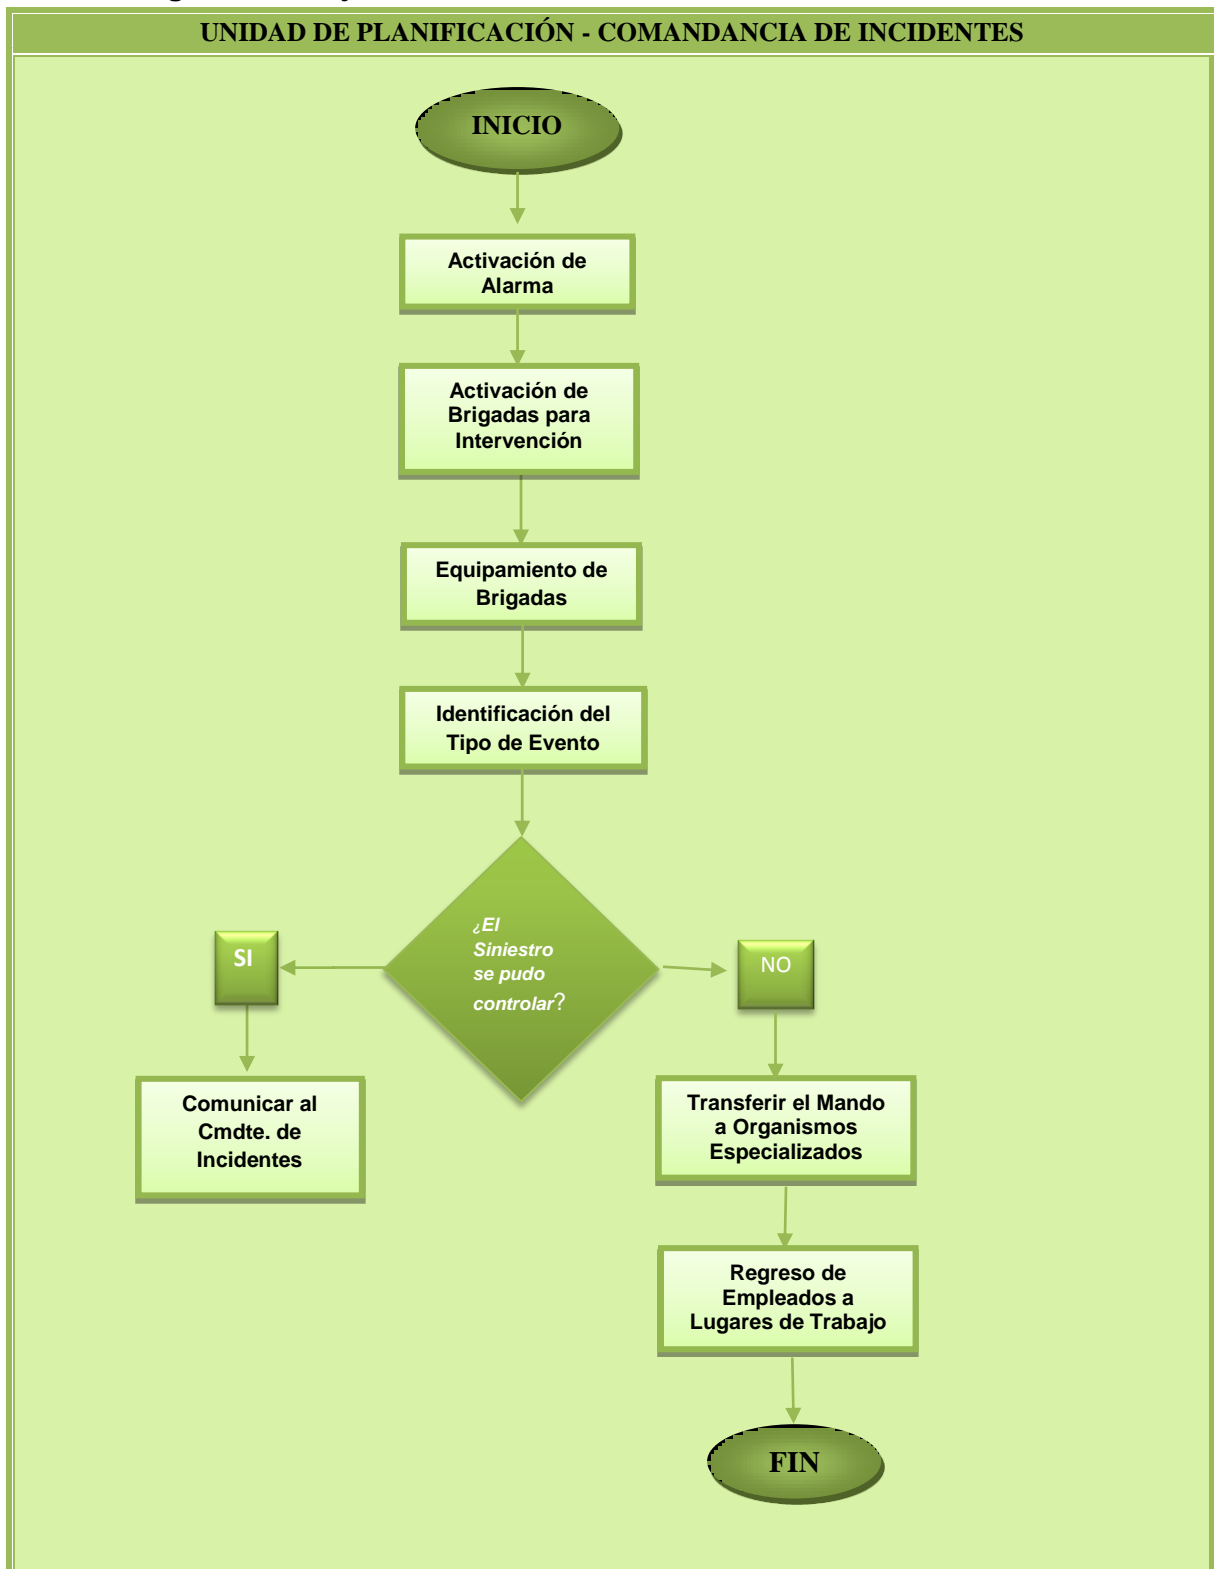 UNIDAD DE PLANIFICACIÓN - COMANDANCIA DE INCIDENTES
INICIO
Activación de
Alarma
Activación de
Brigadas para
Intervención
Equipamiento de
Brigadas
Identificación del
Tipo de Evento
¿El
Siniestro
se pudo
controlar?
SI
NO
Comunicar al
Cmdte. de
Incidentes
Transferir el Mando
a Organismos
Especializados
Regreso de
Empleados a
Lugares de Trabajo
FIN